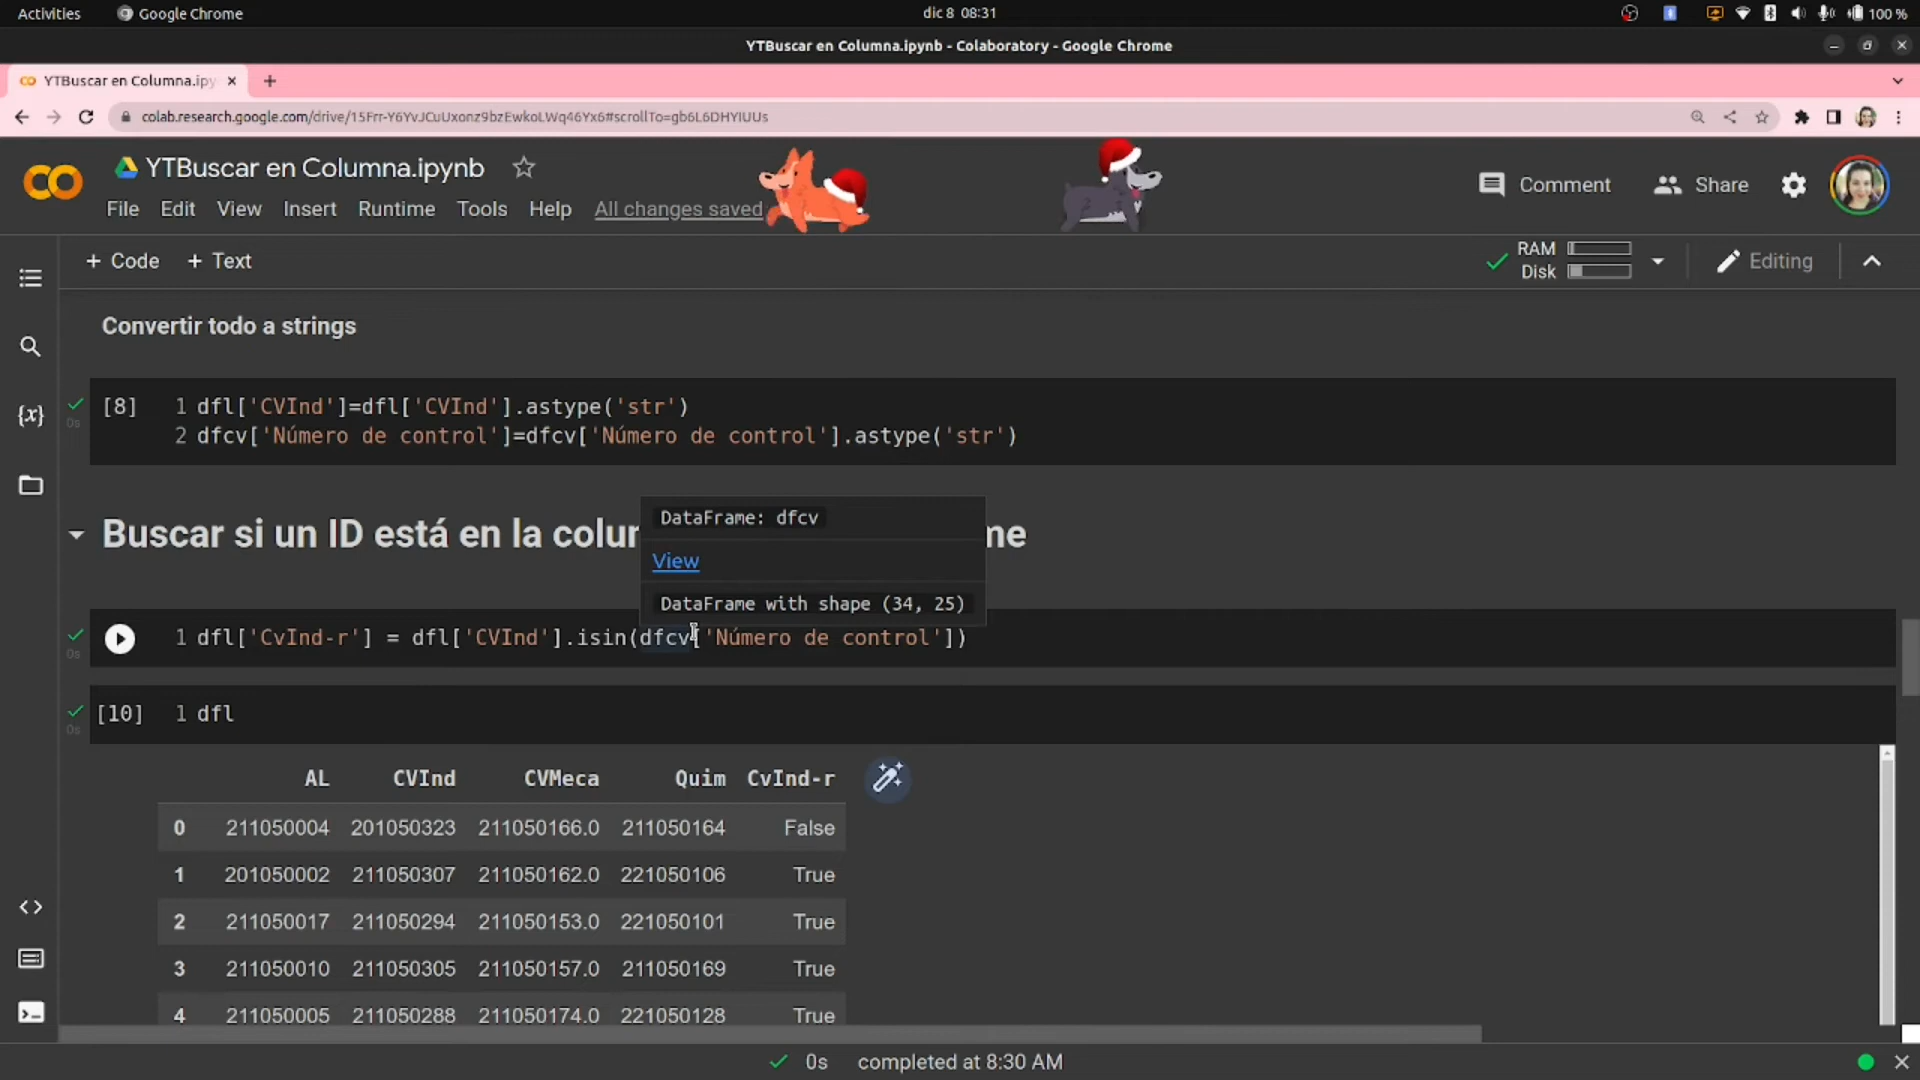 Activities
Google Chrome
dic 8 08:31
100 %
YTBuscar en Columna.ipynb - Colaboratory - Google Chrome
YTBuscar en Columna.ipy
colab.research.google.com/drive/15Frr-Y6YvJCuUxonz9bzEwkoLWq46Yx6#scrollTo=gb6L6DHYIUUs
YTBuscar en Columna.ipynb
Comment
Share
File Edit View Insert Runtime Tools Help All changes saved
+ Code + Text
RAM
Disk
Editing
Convertir todo a strings
[8] 1 dfl['CVInd']=dfl['CVInd'].astype('str')
0s
2 dfcv['Número de control']=dfcv['Número de control'].astype('str')
DataFrame: dfcv
Buscar si un ID está en la colu me
View
DataFrame with shape (34, 25)
1 dfl['CvInd-r'] = dfl['CVInd'].isin(dfcv['Número de control'])
0s
[10] 1 dfl
0s
AL CVInd CVMeca Quim CvInd-r
0 211050004 201050323 211050166.0 211050164 False
1 201050002 211050307 211050162.0 221050106 True
2 211050017 211050294 211050153.0 221050101 True
3 211050010 211050305 211050157.0 211050169 True
4 211050005 211050288 211050174.0 221050128 True
0s completed at 8:30 AM